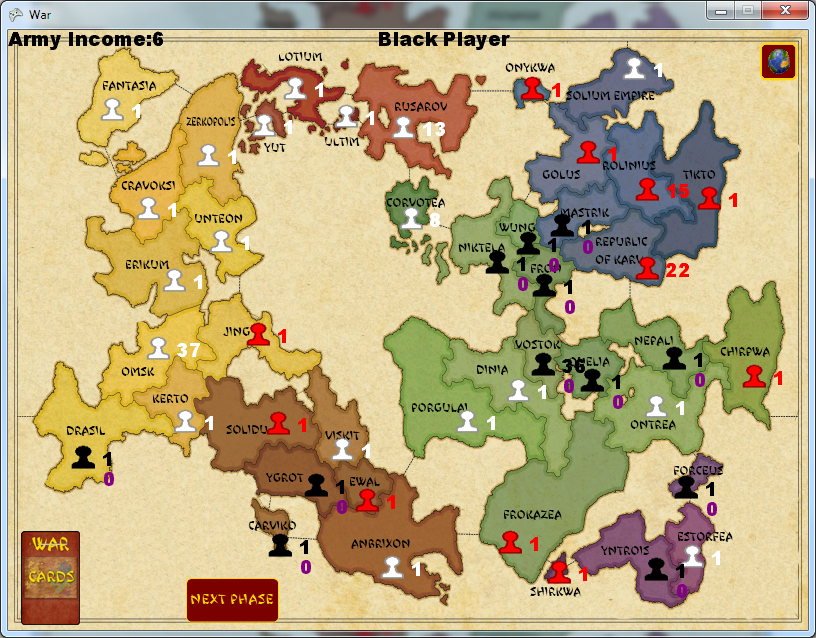 War
Army Income:6
Black Player
LOTIUM
FANTASIA
1
1
RUSAROV
ONYKWA
1
SOLIUM EMPIRE
1
ZERKOPOLIS
1
YUT
1
ULTIM
1
13
1
CRAVOKSI
1
GOLUS
1
ROLINIUS
15
TIKTO
1
UNTEON
1
CORVOTEA
8
MASTRIK
1
0
WUNG
1
0
NIKTELA
1
0
1
0
REPUBLIC
OF KARU
22
ERIKUM
1
JING
1
OMSK
37
VOSTOK
36
0
NEPALI
1
0
CHIRPWA
1
DINIA
1
1
0
KERTO
1
PORGULAI
1
ONTREA
1
DRASIL
1
0
SOLIDU
1
VISKIT
1
YGROT
1
0
EWAL
1
FORCEUS
1
0
CARVIKO
1
0
ANBRIXON
1
FROKAZEA
1
SHIRKWA
1
YNTROIS
1
0
ESTORFEA
1
WAR
CARDS
NEXT PHASE